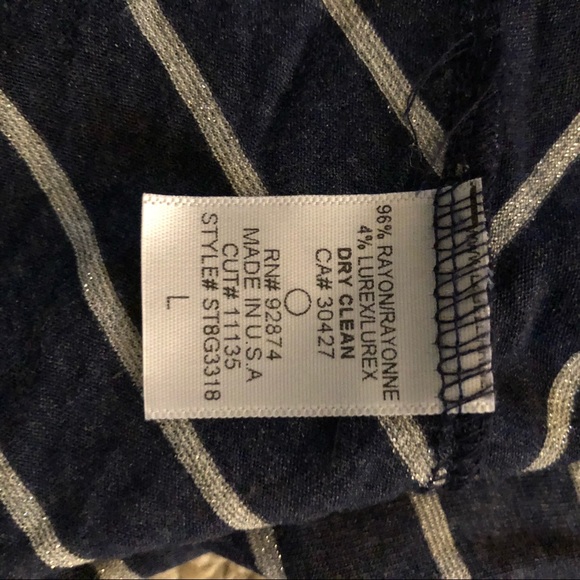 96% RAYON/RAYONNE
4% LUREX/LUREX
DRY CLEAN
CA# 30427
RN# 92874
MADE IN U.S.A
CUT# 11135
STYLE# ST8G3318
L